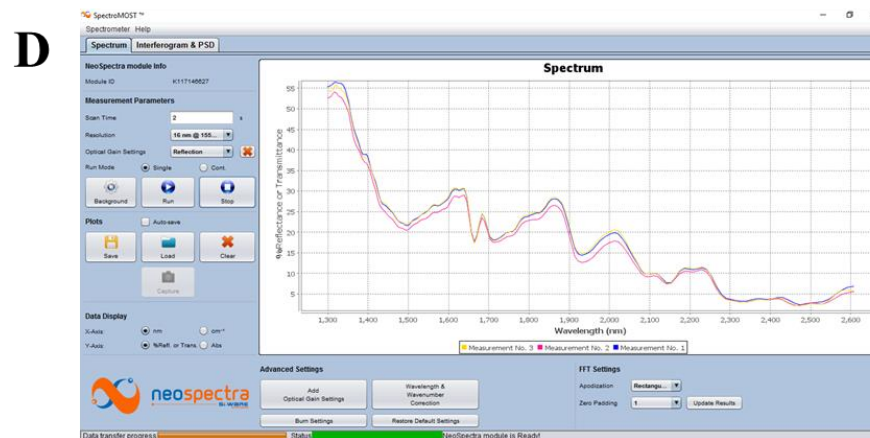 D
SpectroMOST ™
Spectrometer Help
Spectrum Interferogram & PSD
NeoSpectra module Info
Module ID K117146627
Measurement Parameters
Scan Time 2 s
Resolution 16 nm @ 155...
Optical Gain Settings Reflection
Run Mode Single Cont.
Background Run Stop
Plots Auto-save
Save Load Clear
Capture
Data Display
X-Axis nm cm⁻¹
Y-Axis %Refl. or Trans. Abs
Spectrum
%Reflectance or Transmittance
55
50
45
40
35
30
25
20
15
10
5
1,300 1,400 1,500 1,600 1,700 1,800 1,900 2,000 2,100 2,200 2,300 2,400 2,500 2,600
Wavelength (nm)
Measurement No. 3 Measurement No. 2 Measurement No. 1
neospectra
Advanced Settings
Add
Optical Gain Settings
Wavelength &
Wavenumber
Correction
Burn Settings Restore Default Settings
FFT Settings
Apodization Rectangu...
Zero Padding 1 Update Results
Data transfer progress Status NeoSpectra module is Ready!